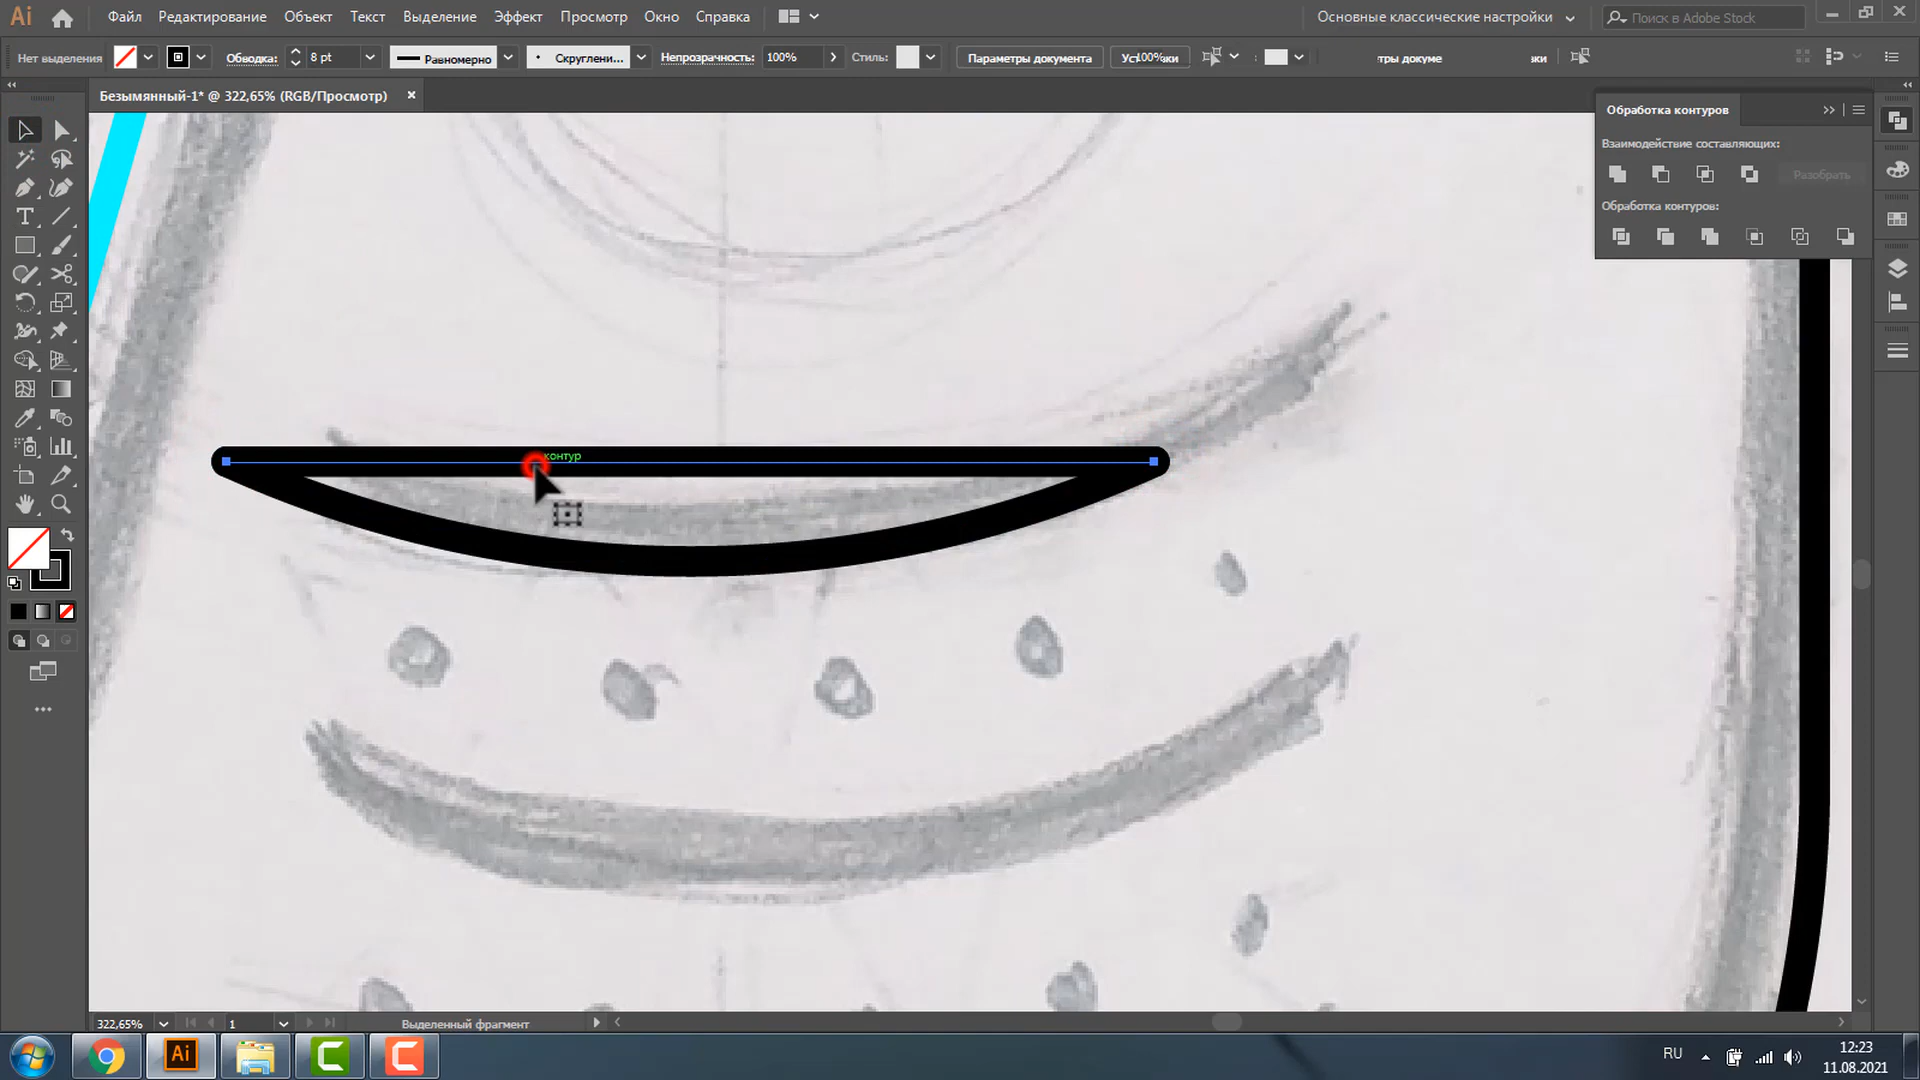 Ai Файл Редактирование Объект Текст Выделение Эффект Просмотр Окно Справка Основные классические настройки Поиск в Adobe Stock
Нет выделения Обводка: 8 pt Равномерно Скруглени... Непрозрачность: 100% Стиль: Параметры документа
Безымянный-1* @ 322,65% (RGB/Просмотр)
Обработка контуров
Взаимодействие составляющих:
Разобрать
Обработка контуров:
контур
322,65% 1 Выделенный фрагмент
Ai RU 12:23
11.08.2021